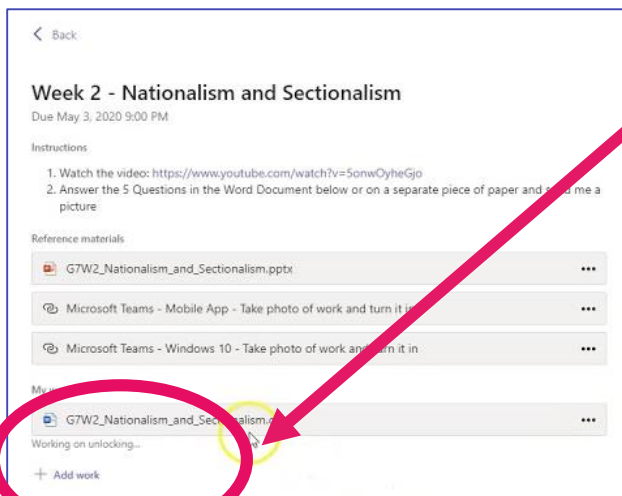 Back
Week 2 - Nationalism and Sectionalism
Due May 3, 2020 9:00 PM
Instructions
1. Watch the video: https://www.youtube.com/watch?v=5onwOyheGjo
2. Answer the 5 Questions in the Word Document below or on a separate piece of paper and me a
picture
Reference materials
G7W2_Nationalism_and_Sectionalism.pptx
Microsoft Teams - Mobile App - Take photo of work and turn it in
Microsoft Teams - Windows 10 - Take photo of work and turn it in
My
G7W2_Nationalism_and_Sectionalism.
Working on unlocking...
+ Add work